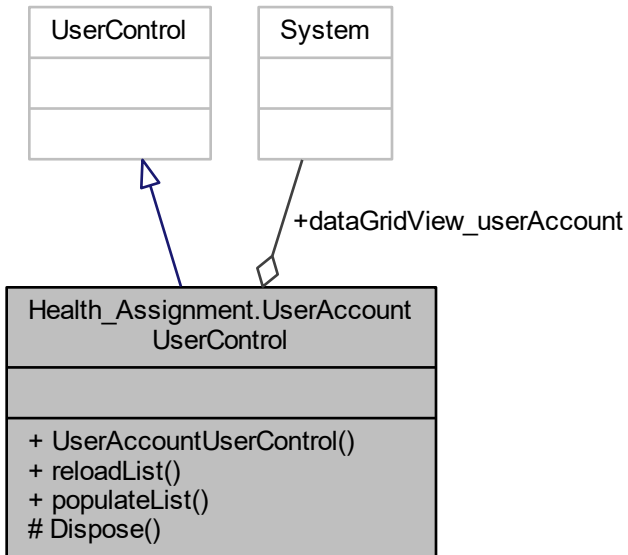 UserControl
System
+dataGridView_userAccount
Health_Assignment.UserAccount
UserControl
+ UserAccountUserControl()
+ reloadList()
+ populateList()
# Dispose()